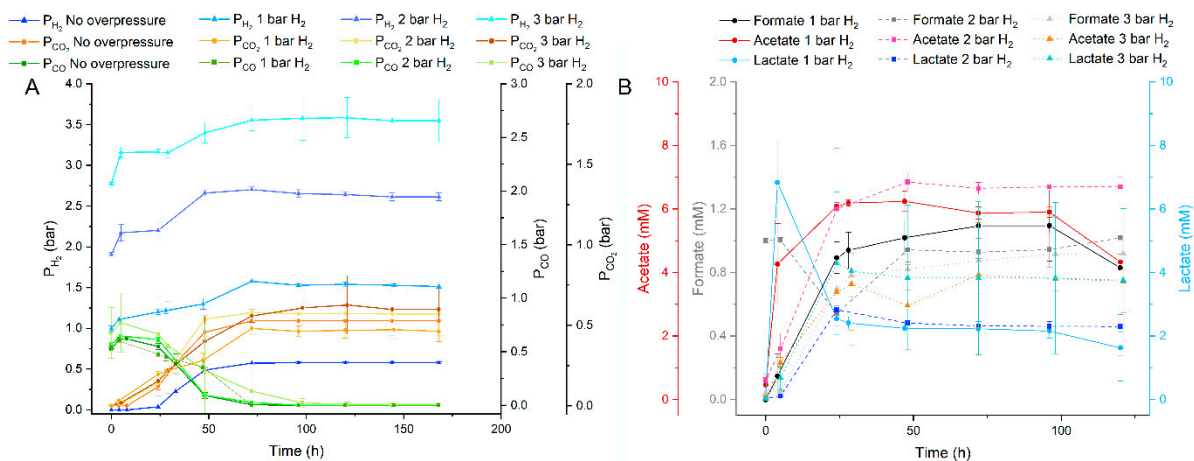 P_H2 No overpressure P_H2 1 bar H2 P_H2 2 bar H2 P_H2 3 bar H2
P_CO2 No overpressure P_CO2 1 bar H2 P_CO2 2 bar H2 P_CO2 3 bar H2
P_CO No overpressure P_CO 1 bar H2 P_CO 2 bar H2 P_CO 3 bar H2
A
P_H2 (bar)
4.0
3.5
3.0
2.5
2.0
1.5
1.0
0.5
0.0
0 50 100 150 200
Time (h)
3.0
2.5
2.0
1.5
1.0
0.5
0.0
P_CO (bar)
2.0
1.5
1.0
0.5
0.0
P_CO2 (bar)
Formate 1 bar H2 Formate 2 bar H2 Formate 3 bar H2
Acetate 1 bar H2 Acetate 2 bar H2 Acetate 3 bar H2
Lactate 1 bar H2 Lactate 2 bar H2 Lactate 3 bar H2
B
Acetate (mM)
10
8
6
4
2
0
Formate (mM)
2.0
1.6
1.2
0.8
0.4
0.0
0 50 100
Time (h)
10
8
6
4
2
0
Lactate (mM)